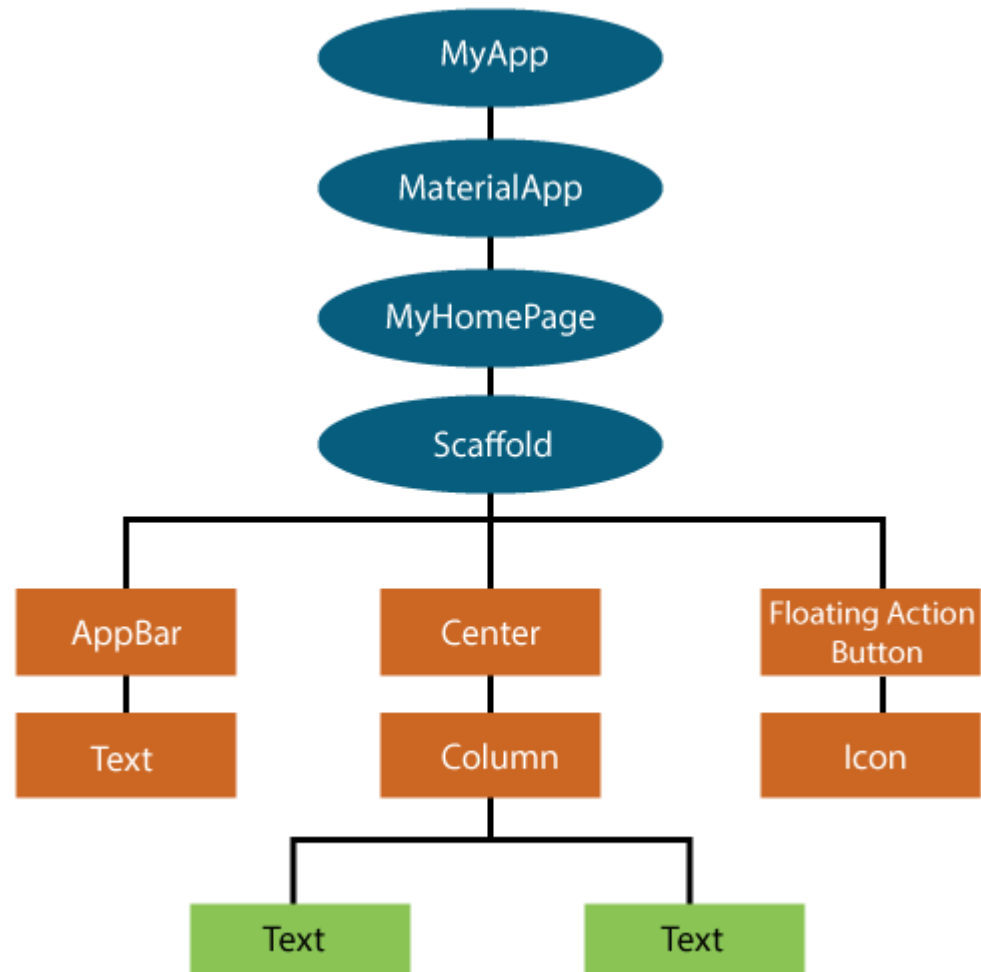 MyApp
MaterialApp
MyHomePage
Scaffold
AppBar
Center
Floating Action
Button
Text
Column
Icon
Text
Text